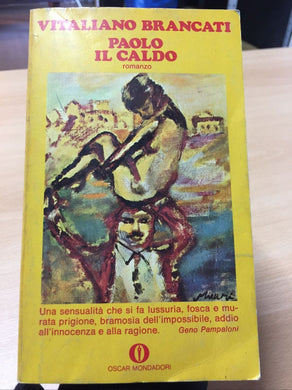 VITALIANO BRANCATI
PAOLO
IL CALDO
romanzo
Una sensualità che si fa lussuria, fosca e mu-
rata prigione, bramosia dell'impossibile, addio
all'innocenza e alla ragione. Geno Pampaloni
OSCAR MONDADORI